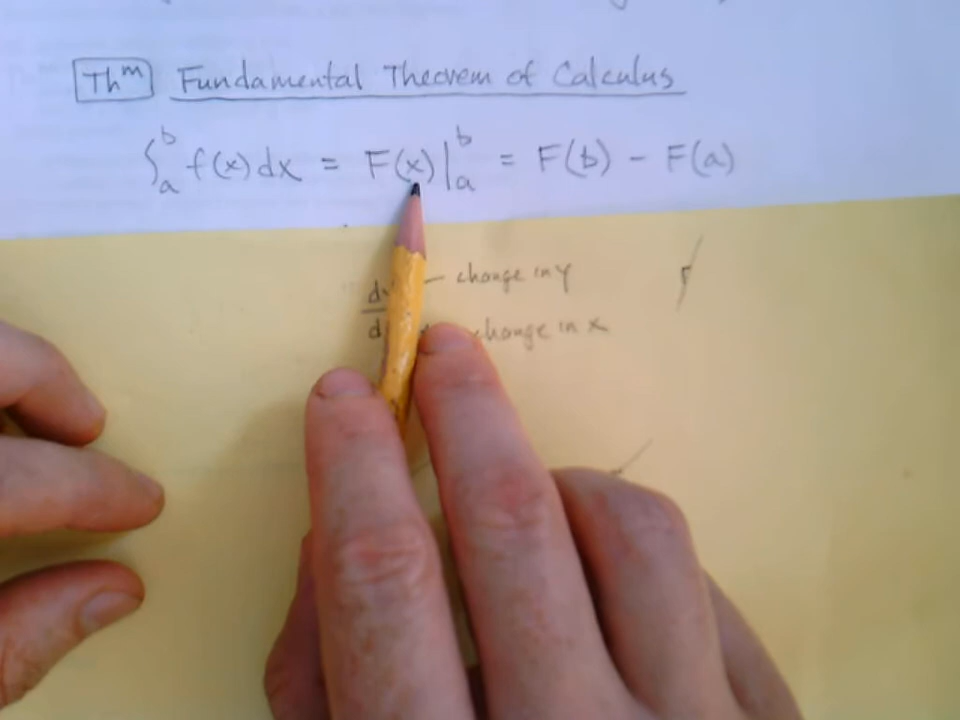 Thᵐ Fundamental Theorem of Calculus
∫ₐᵇ f(x)dx = F(x)|ₐᵇ = F(b) - F(a)
change in y
change in x